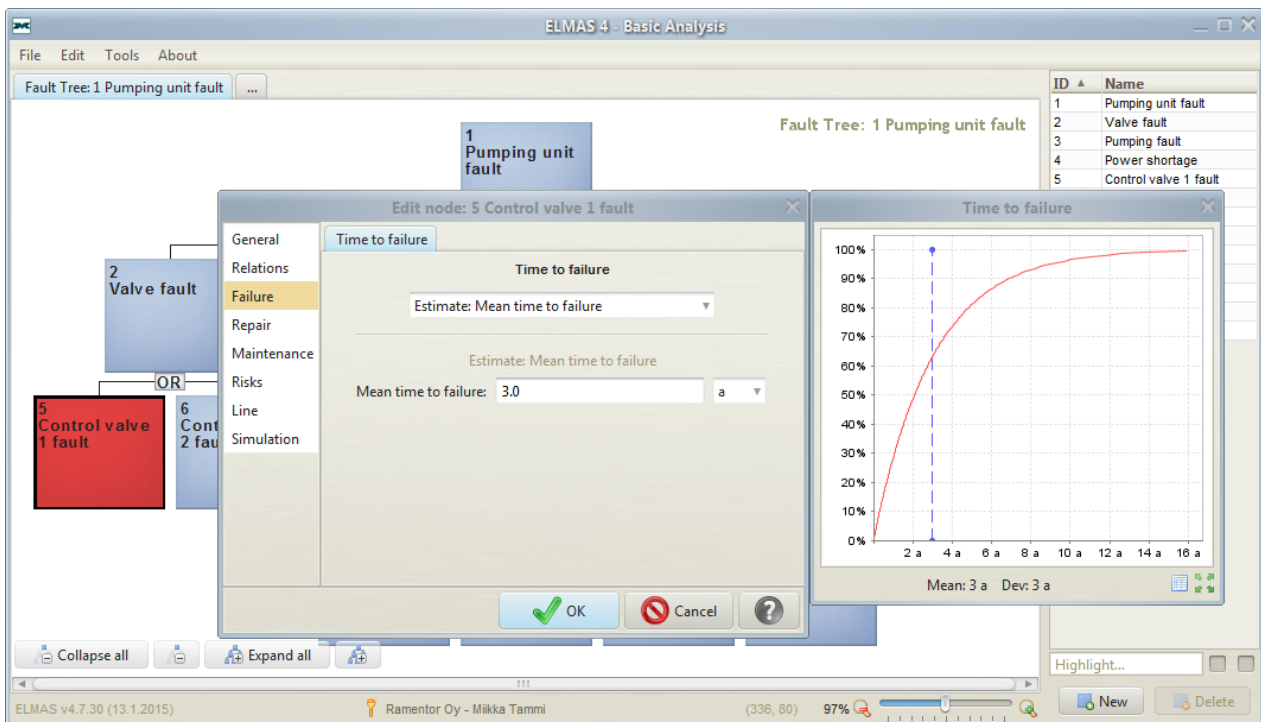 ELMAS 4 - Basic Analysis
File Edit Tools About
Fault Tree: 1 Pumping unit fault ...
Fault Tree: 1 Pumping unit fault
ID Name
1 Pumping unit fault
2 Valve fault
3 Pumping fault
4 Power shortage
5 Control valve 1 fault
1
Pumping unit
fault
2
Valve fault
OR
5
Control valve
1 fault
6
Cont
2 fau
Edit node: 5 Control valve 1 fault
General
Relations
Failure
Repair
Maintenance
Risks
Line
Simulation
Time to failure
Time to failure
Estimate: Mean time to failure
Estimate: Mean time to failure
Mean time to failure: 3.0 a
OK Cancel ?
Time to failure
100%
90%
80%
70%
60%
50%
40%
30%
20%
10%
0%
2 a 4 a 6 a 8 a 10 a 12 a 14 a 16 a
Mean: 3 a Dev: 3 a
Collapse all Expand all
Highlight...
New Delete
ELMAS v4.7.30 (13.1.2015) Ramentor Oy - Miikka Tammi (336, 80) 97%